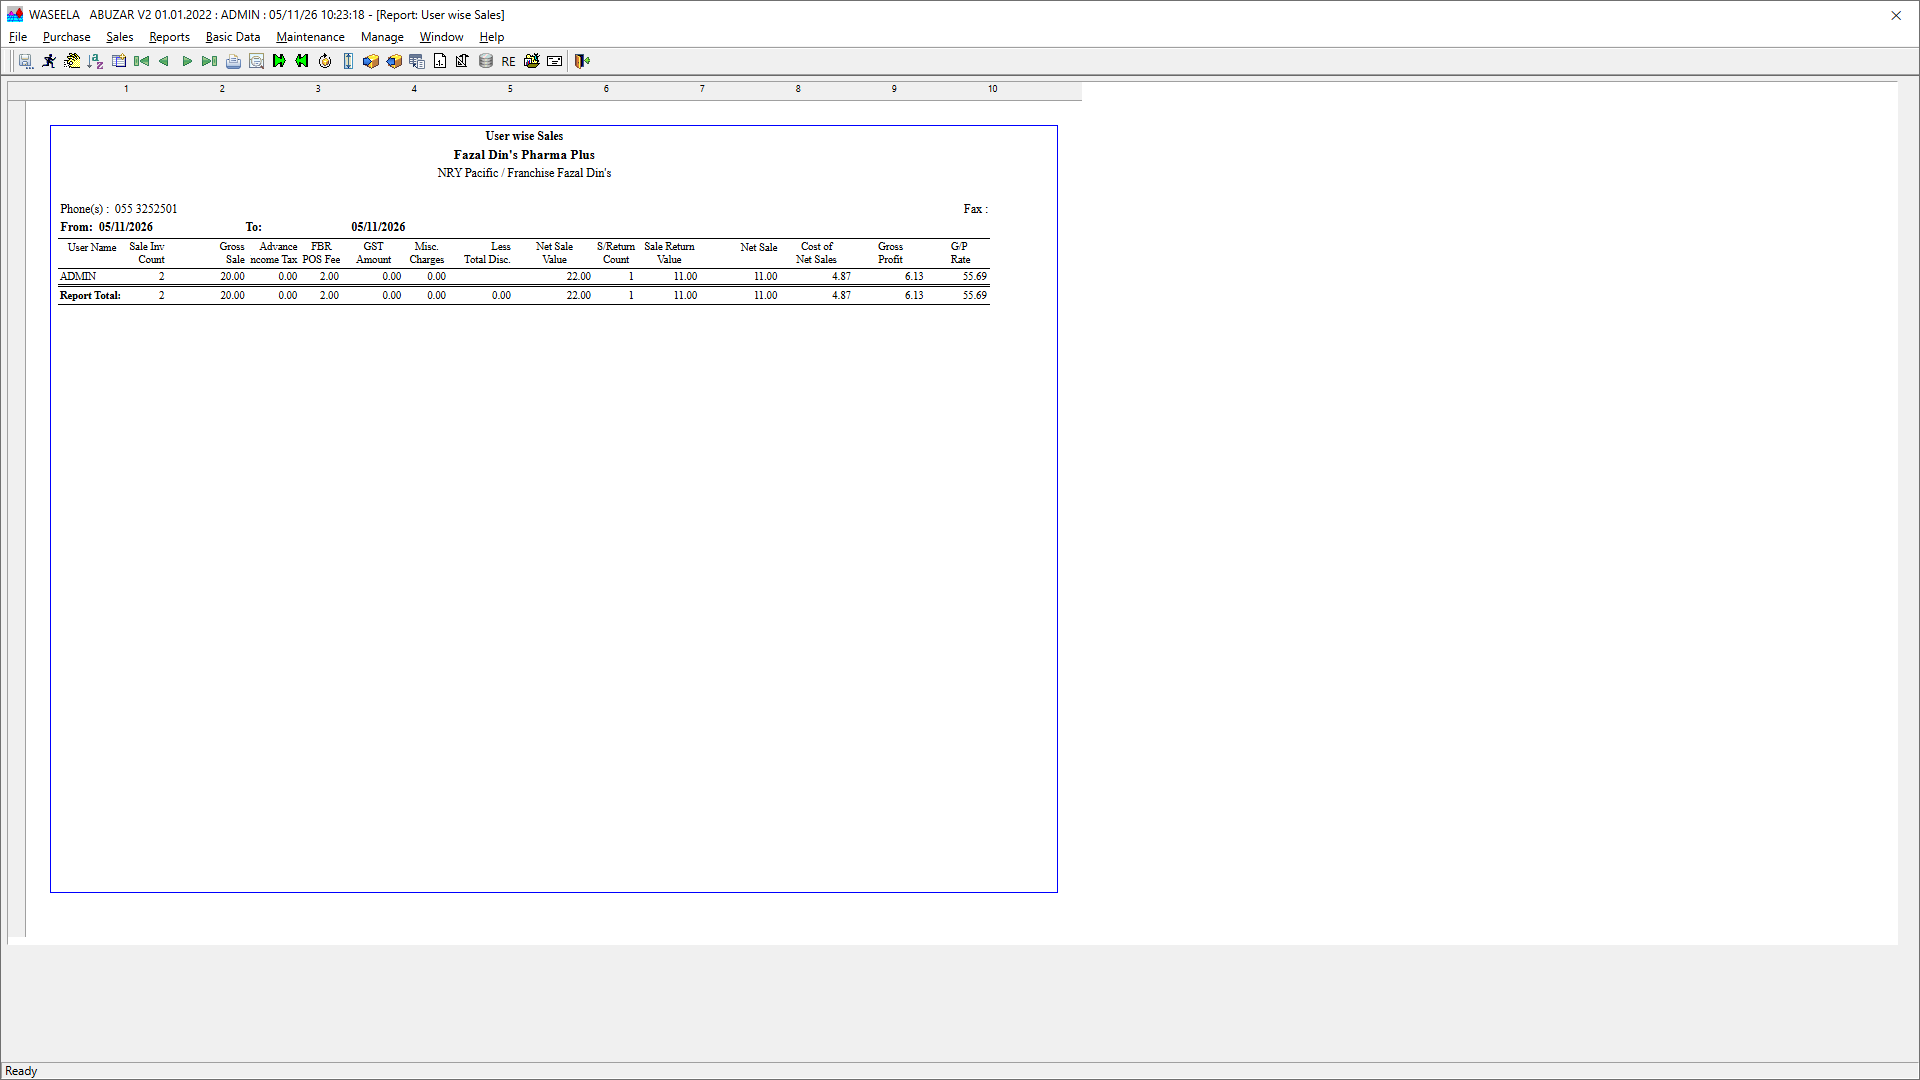 WASEELA ABUZAR V2 01.01.2022 : ADMIN : 05/11/26 10:23:18 - [Report: User wise Sales]
File Purchase Sales Reports Basic Data Maintenance Manage Window Help
RE
1 2 3 4 5 6 7 8 9 10
User wise Sales
Fazal Din's Pharma Plus
NRY Pacific / Franchise Fazal Din's
Phone(s) : 055 3252501 Fax :
From: 05/11/2026 To: 05/11/2026
User Name Sale Inv Gross Advance FBR GST Misc. Less Net Sale S/Return Sale Return Net Sale Cost of Gross G/P
Count Sale ncome Tax POS Fee Amount Charges Total Disc. Value Count Value Net Sales Profit Rate
ADMIN 2 20.00 0.00 2.00 0.00 0.00 22.00 1 11.00 11.00 4.87 6.13 55.69
Report Total: 2 20.00 0.00 2.00 0.00 0.00 0.00 22.00 1 11.00 11.00 4.87 6.13 55.69
Ready